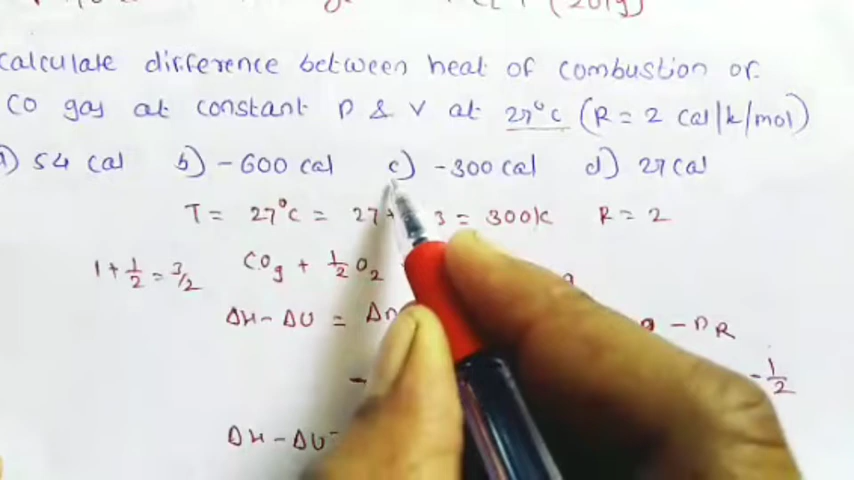 (2019)
calculate difference between heat of combustion of
CO gas at constant P & V at 27°C (R = 2 Cal/k/mol)
a) 54 cal b) -600 cal c) -300 cal d) 27 cal
T = 27°C = 27+ 3 = 300k R = 2
1 + 1/2 = 3/2 COg + 1/2 O2 g
ΔH - ΔU = Δn - nR
- - 1/2
ΔH - ΔU =